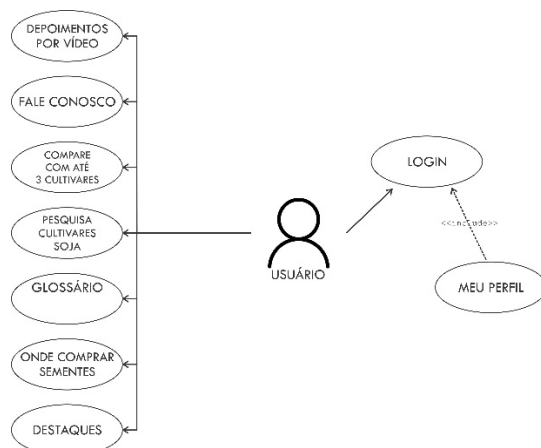 DEPOIMENTOS
POR VÍDEO
FALE CONOSCO
COMPARE
COM ATÉ
3 CULTIVARES
PESQUISA
CULTIVARES
SOJA
GLOSSÁRIO
ONDE COMPRAR
SEMENTES
DESTAQUES
USUÁRIO
LOGIN
<<include>>
MEU PERFIL